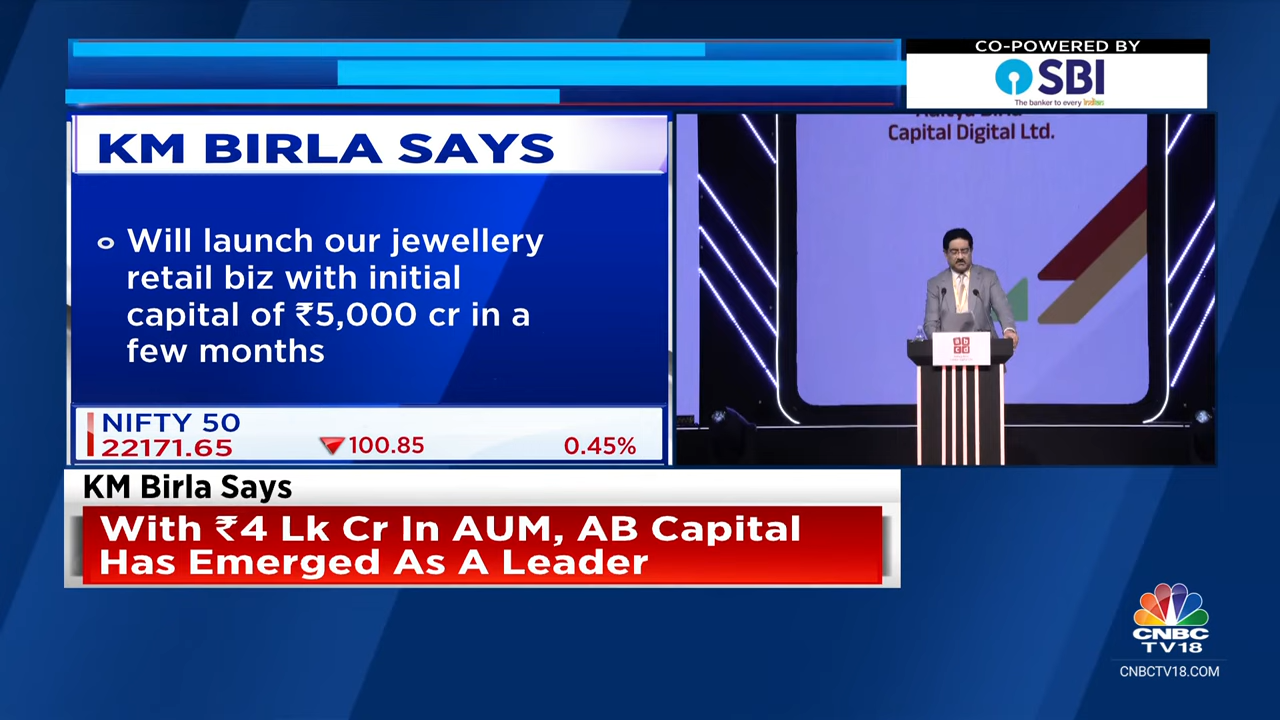 CO-POWERED BY
SBI
The banker to every Indian
KM BIRLA SAYS
Will launch our jewellery
retail biz with initial
capital of ₹5,000 cr in a
few months
NIFTY 50
22171.65 100.85 0.45%
Capital Digital Ltd.
KM Birla Says
With ₹4 Lk Cr In AUM, AB Capital
Has Emerged As A Leader
CNBC
TV18
CNBCTV18.COM